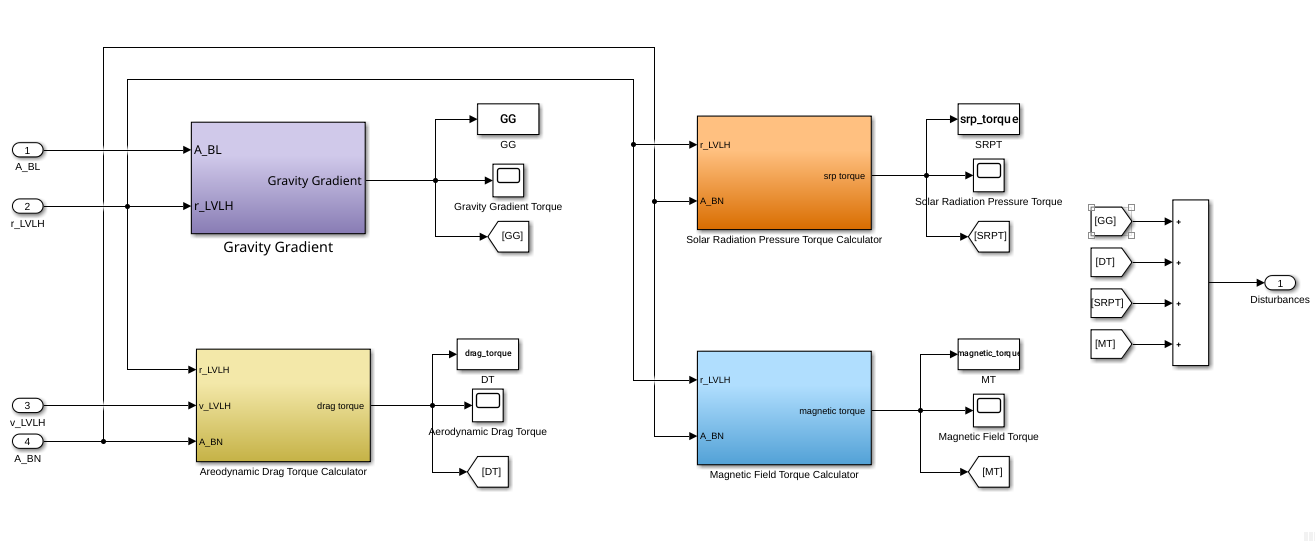 1
A_BL
2
r_LVLH
A_BL
Gravity Gradient
r_LVLH
Gravity Gradient
GG
GG
Gravity Gradient Torque
[GG]
r_LVLH
srp torque
A_BN
Solar Radiation Pressure Torque Calculator
srp_torque
SRPT
Solar Radiation Pressure Torque
[SRPT]
[GG]
+
[DT]
+
[SRPT]
+
[MT]
+
1
Disturbances
3
v_LVLH
4
A_BN
r_LVLH
v_LVLH
drag torque
A_BN
Areodynamic Drag Torque Calculator
drag_torque
DT
Aerodynamic Drag Torque
[DT]
r_LVLH
magnetic torque
A_BN
Magnetic Field Torque Calculator
magnetic_torque
MT
Magnetic Field Torque
[MT]